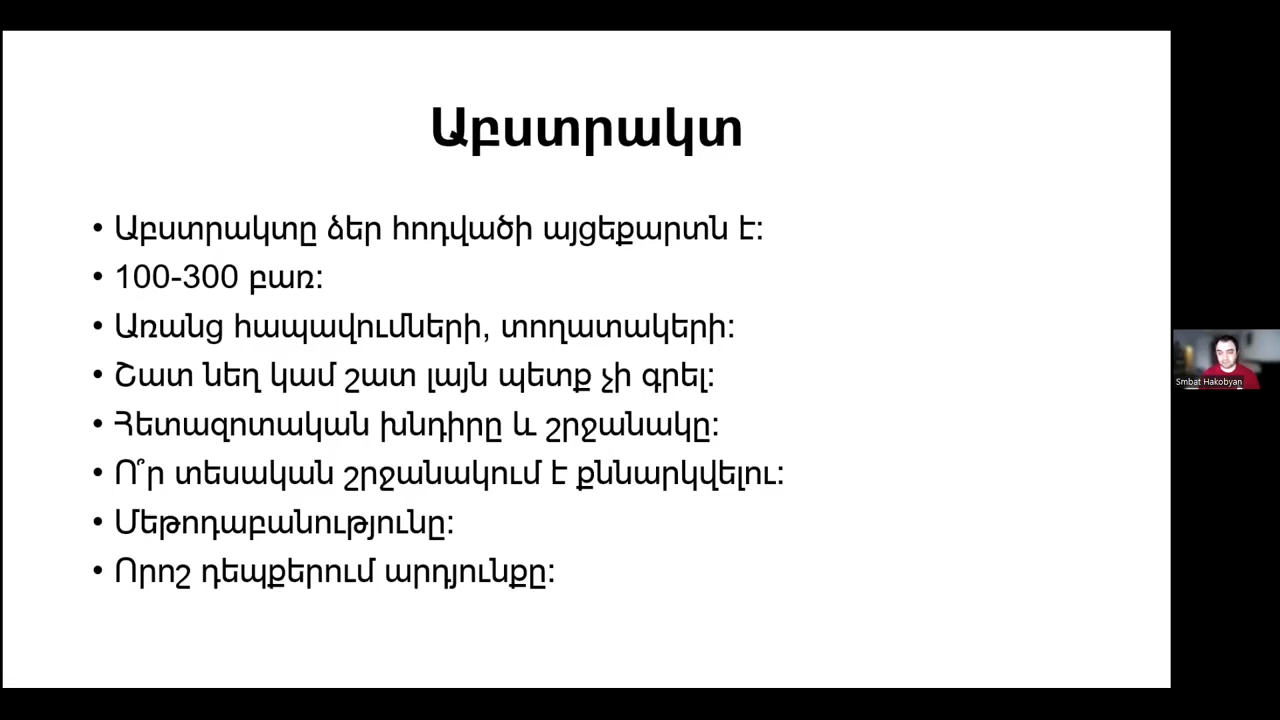 Աբստրակտ
• Աբստրակտը ձեր հոդվածի այցեքարտն է:
• 100-300 բառ:
• Առանց հապավումների, տողատակերի:
• Շատ նեղ կամ շատ լայն պետք չի գրել:
• Հետազոտական խնդիրը և շրջանակը:
• Ո՞ր տեսական շրջանակում է քննարկվելու:
• Մեթոդաբանությունը:
• Որոշ դեպքերում արդյունքը:
Smbat Hakobyan